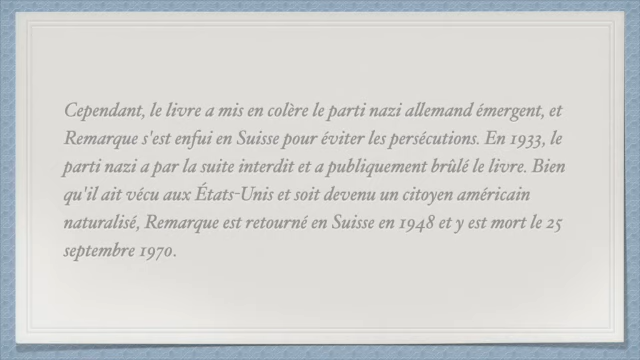 Cependant, le livre a mis en colère le parti nazi allemand émergent, et
Remarque s'est enfui en Suisse pour éviter les persécutions. En 1933, le
parti nazi a par la suite interdit et a publiquement brûlé le livre. Bien
qu'il ait vécu aux États-Unis et soit devenu un citoyen américain
naturalisé, Remarque est retourné en Suisse en 1948 et y est mort le 25
septembre 1970.